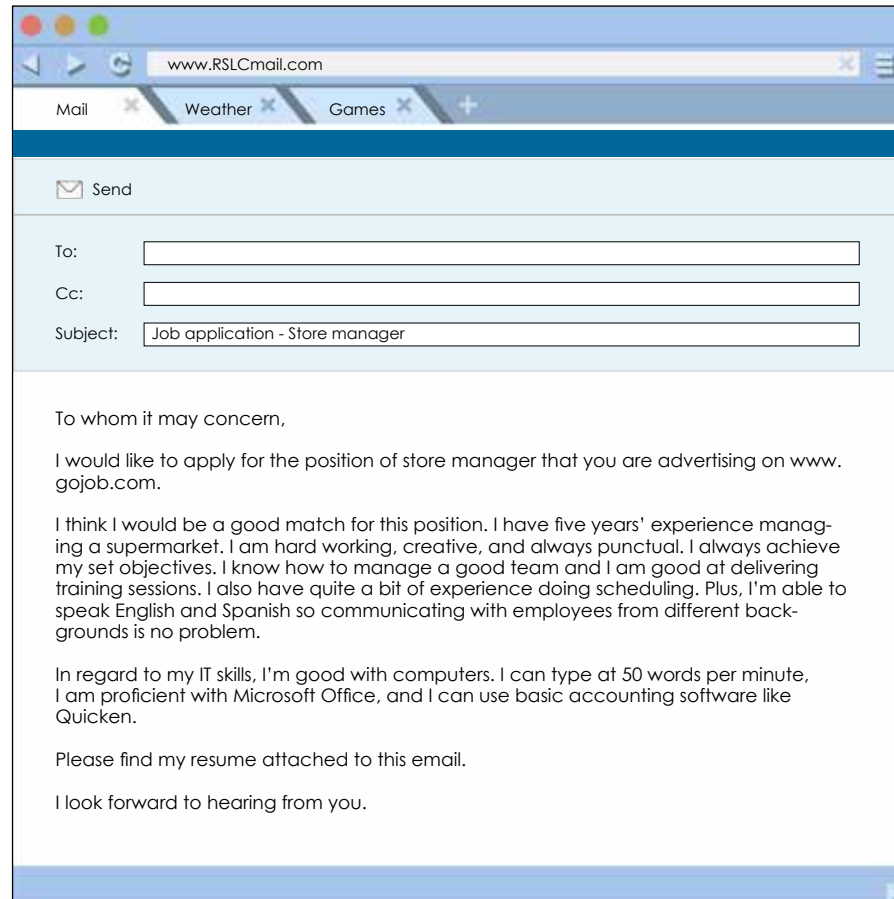 www.RSLCmail.com
Mail Weather Games
Send
To:
Cc:
Subject: Job application - Store manager
To whom it may concern,
I would like to apply for the position of store manager that you are advertising on www.
gojob.com.
I think I would be a good match for this position. I have five years’ experience manag-
ing a supermarket. I am hard working, creative, and always punctual. I always achieve
my set objectives. I know how to manage a good team and I am good at delivering
training sessions. I also have quite a bit of experience doing scheduling. Plus, I’m able to
speak English and Spanish so communicating with employees from different back-
grounds is no problem.
In regard to my IT skills, I’m good with computers. I can type at 50 words per minute,
I am proficient with Microsoft Office, and I can use basic accounting software like
Quicken.
Please find my resume attached to this email.
I look forward to hearing from you.